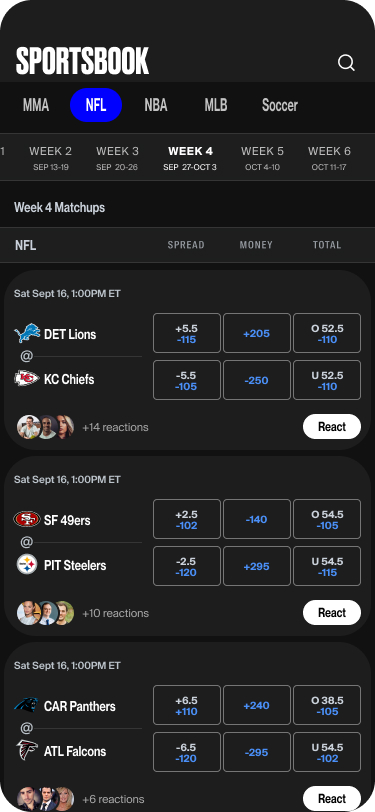 SPORTSBOOK
MMA NFL NBA MLB Soccer
1 WEEK 2 WEEK 3 WEEK 4 WEEK 5 WEEK 6
SEP 13-19 SEP 20-26 SEP 27-OCT 3 OCT 4-10 OCT 11-17
Week 4 Matchups
NFL SPREAD MONEY TOTAL
Sat Sept 16, 1:00PM ET
DET Lions +5.5 -115 +205 O 52.5 -110
@
KC Chiefs -5.5 -105 -250 U 52.5 -110
+14 reactions React
Sat Sept 16, 1:00PM ET
SF 49ers +2.5 -102 -140 O 54.5 -105
@
PIT Steelers -2.5 -120 +295 U 54.5 -115
+10 reactions React
Sat Sept 16, 1:00PM ET
CAR Panthers +6.5 +110 +240 O 38.5 -105
@
ATL Falcons -6.5 -120 -295 U 54.5 -102
+6 reactions React